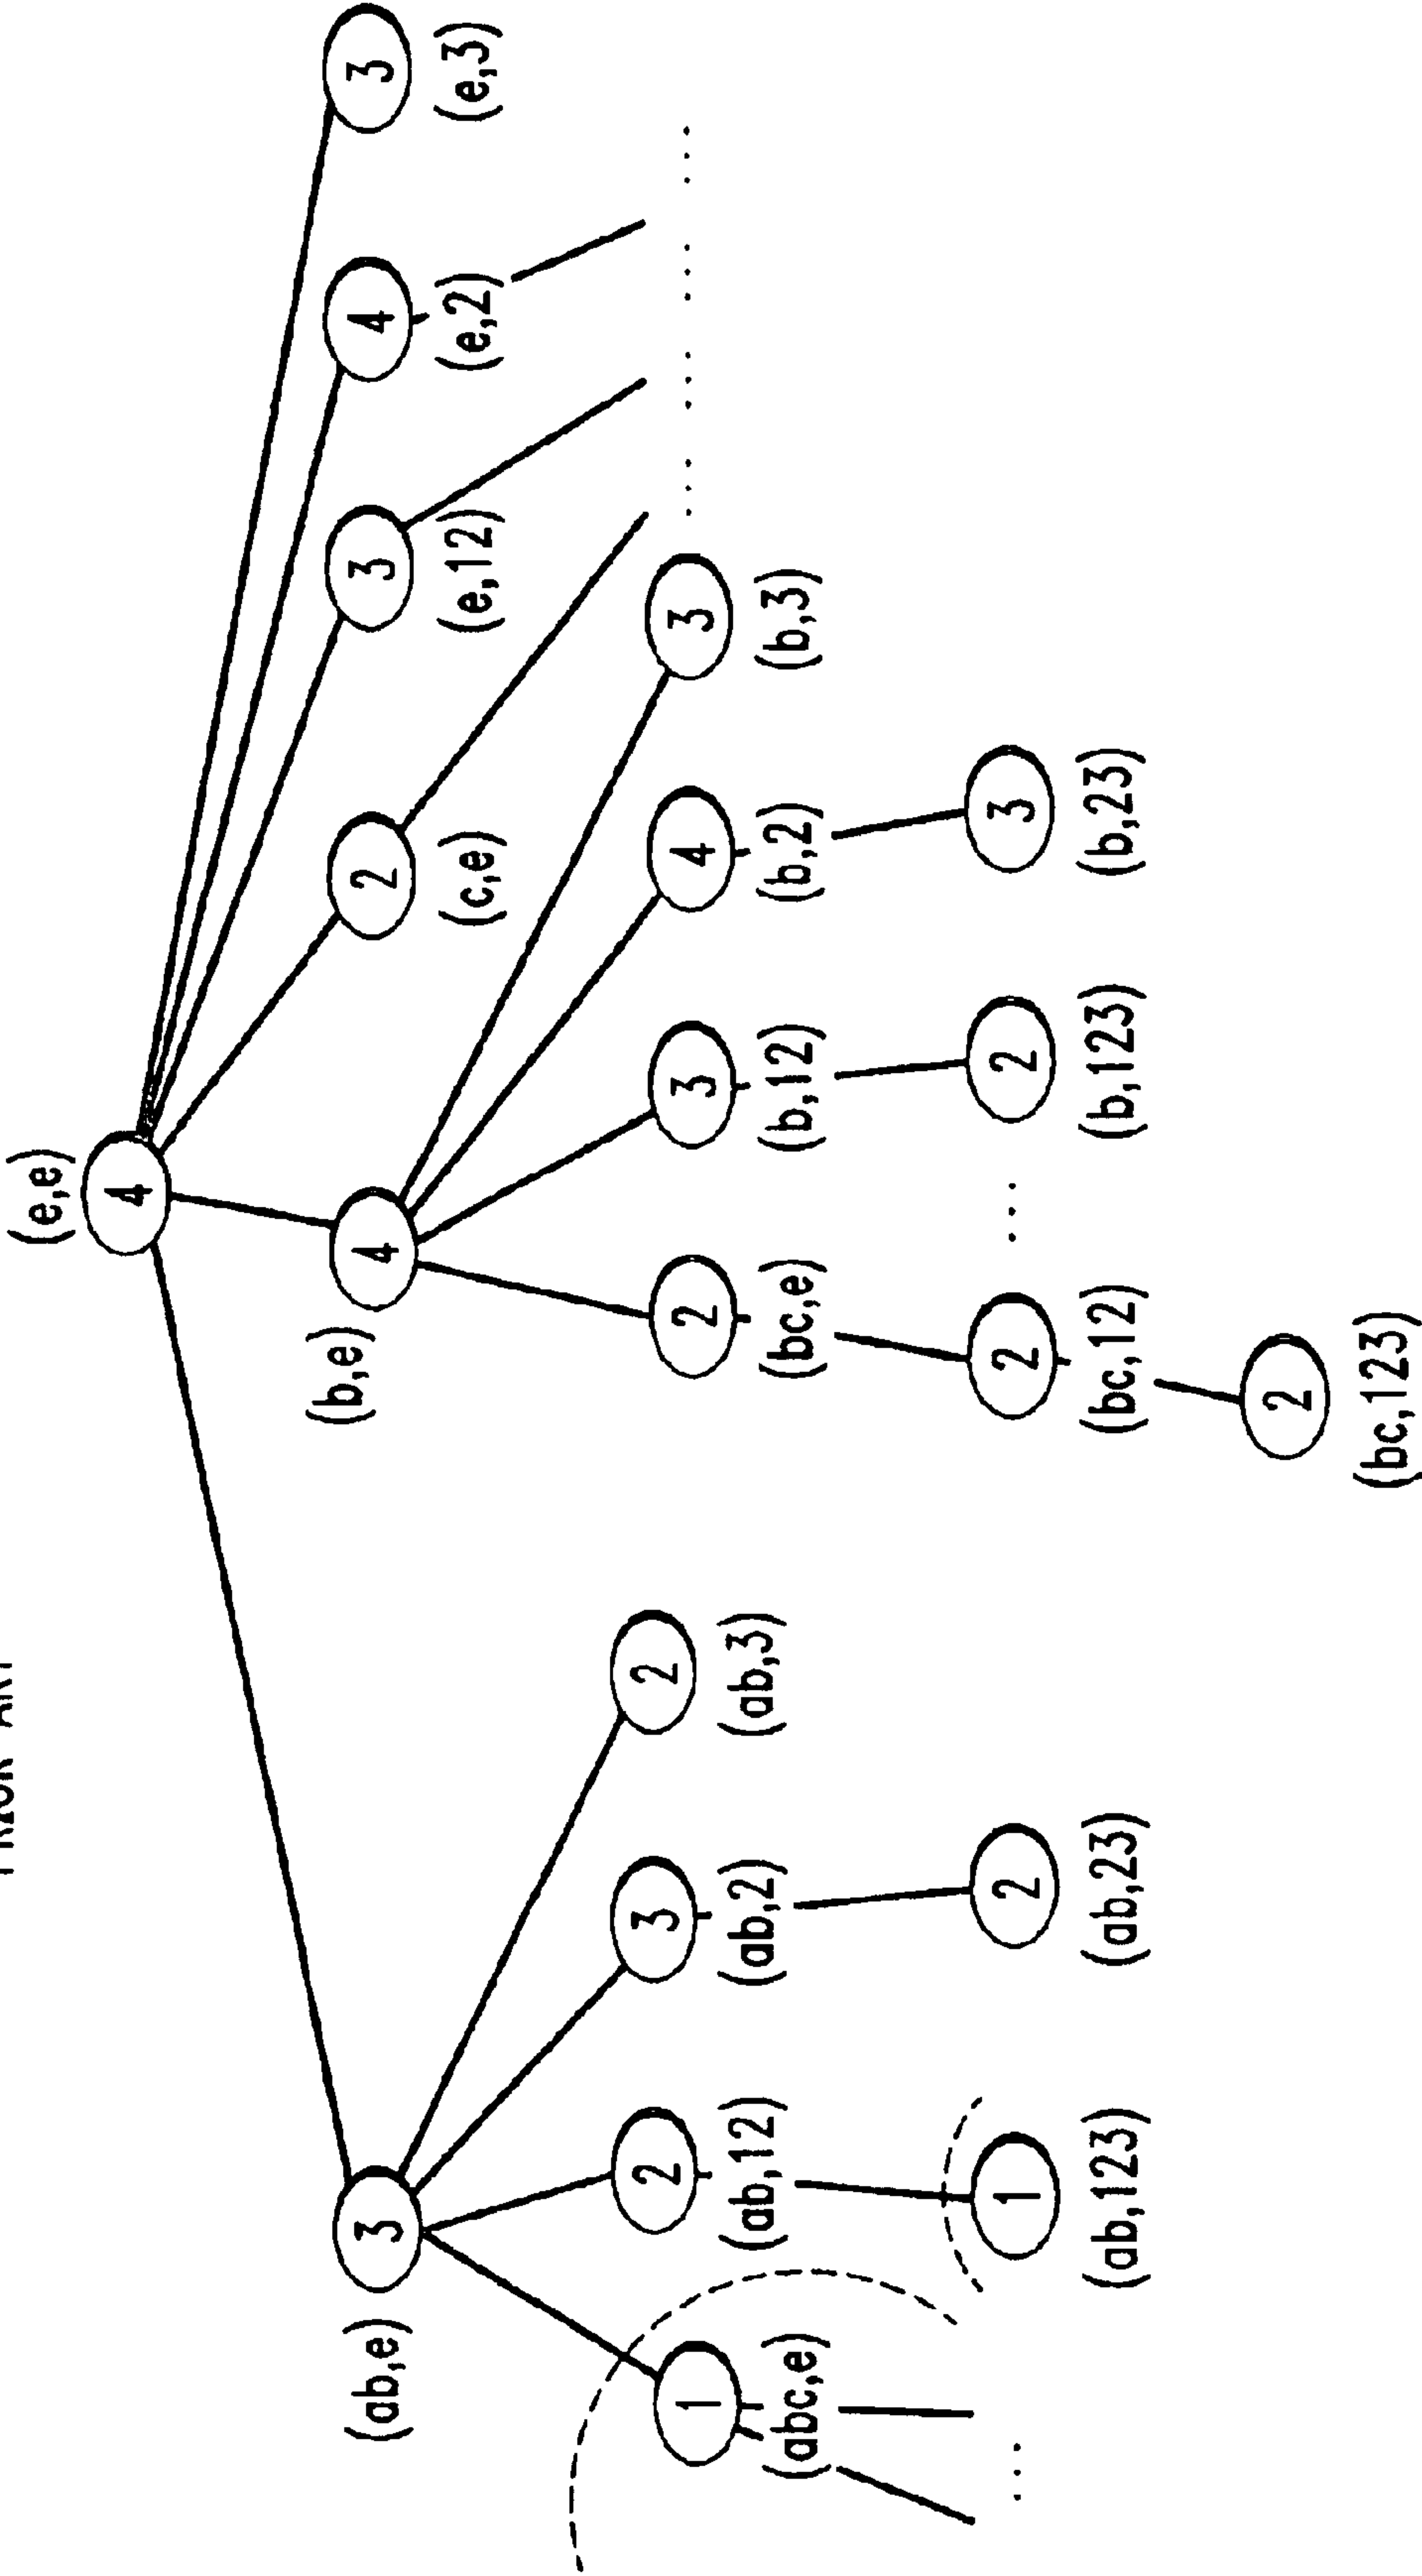 PRIOR ART
(e,e)
4
(ab,e) (b,e)
3 4 2 3 4 3
(c,e) (e,12) (e,2) (e,3)
1 2 3 2 2 3 4 3
(abc,e) (ab,12) (ab,2) (ab,3) (bc,e) (b,12) (b,2) (b,3)
1 2 2 2 3
(ab,123) (ab,23) (bc,12) (b,123) (b,23)
2
(bc,123)